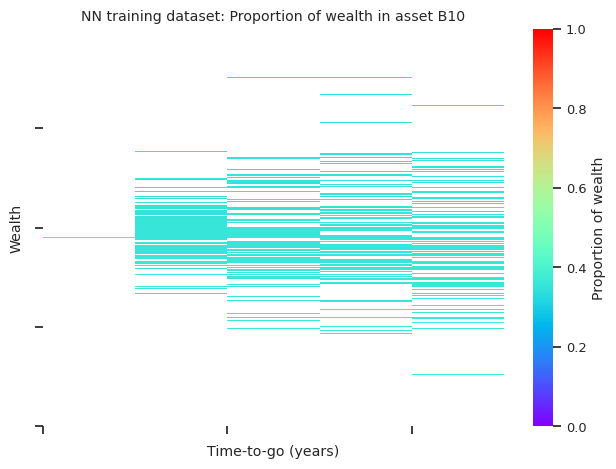 NN training dataset: Proportion of wealth in asset B10
1.0
0.8
0.6
0.4
0.2
0.0
Proportion of wealth
Wealth
Time-to-go (years)